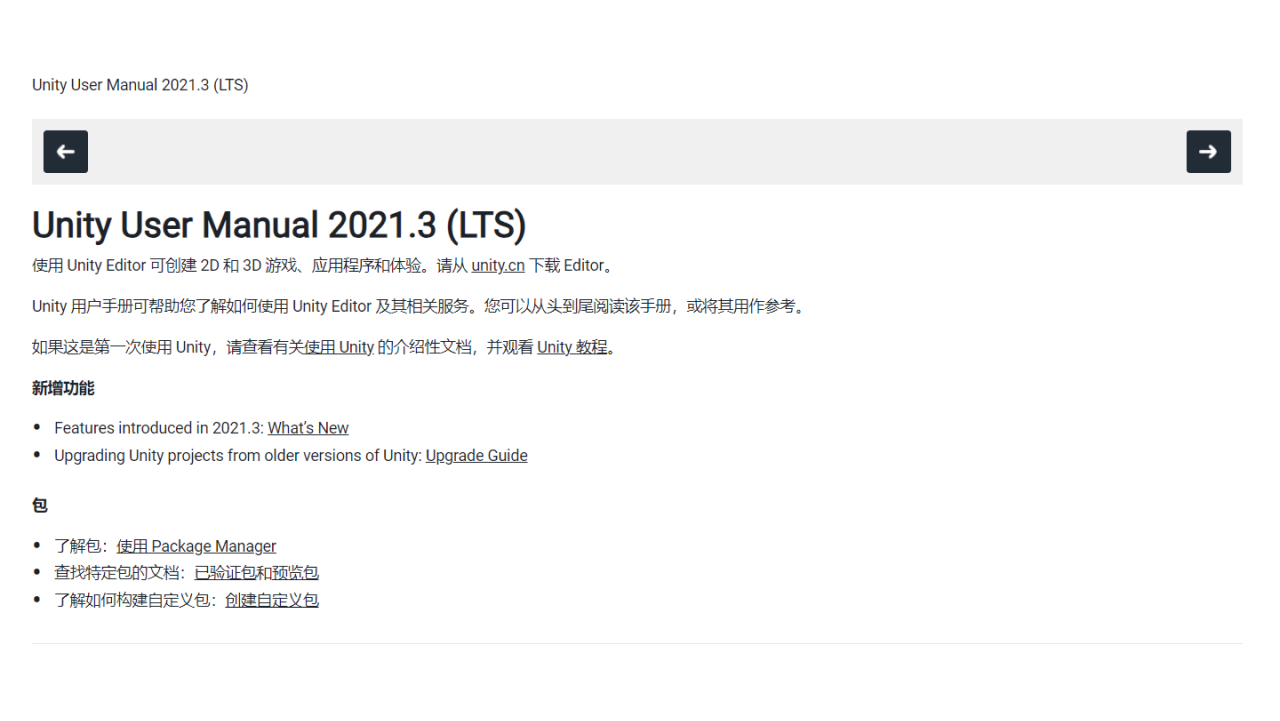 Unity User Manual 2021.3 (LTS)
Unity User Manual 2021.3 (LTS)
使用 Unity Editor 可创建 2D 和 3D 游戏、应用程序和体验。请从 unity.cn 下载 Editor。
Unity 用户手册可帮助您了解如何使用 Unity Editor 及其相关服务。您可以从头到尾阅读该手册，或将其用作参考。
如果这是第一次使用 Unity，请查看有关使用 Unity 的介绍性文档，并观看 Unity 教程。
新增功能
• Features introduced in 2021.3: What’s New
• Upgrading Unity projects from older versions of Unity: Upgrade Guide
包
• 了解包：使用 Package Manager
• 查找特定包的文档：已验证包和预览包
• 了解如何构建自定义包：创建自定义包